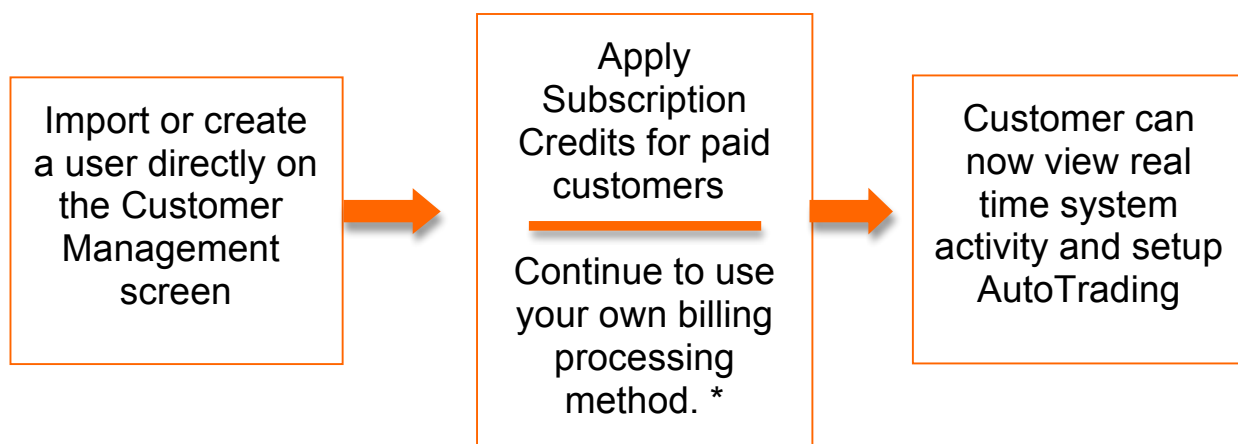 Import or create
a user directly on
the Customer
Management
screen
Apply
Subscription
Credits for paid
customers
Continue to use
your own billing
processing
method. *
Customer can
now view real
time system
activity and setup
AutoTrading